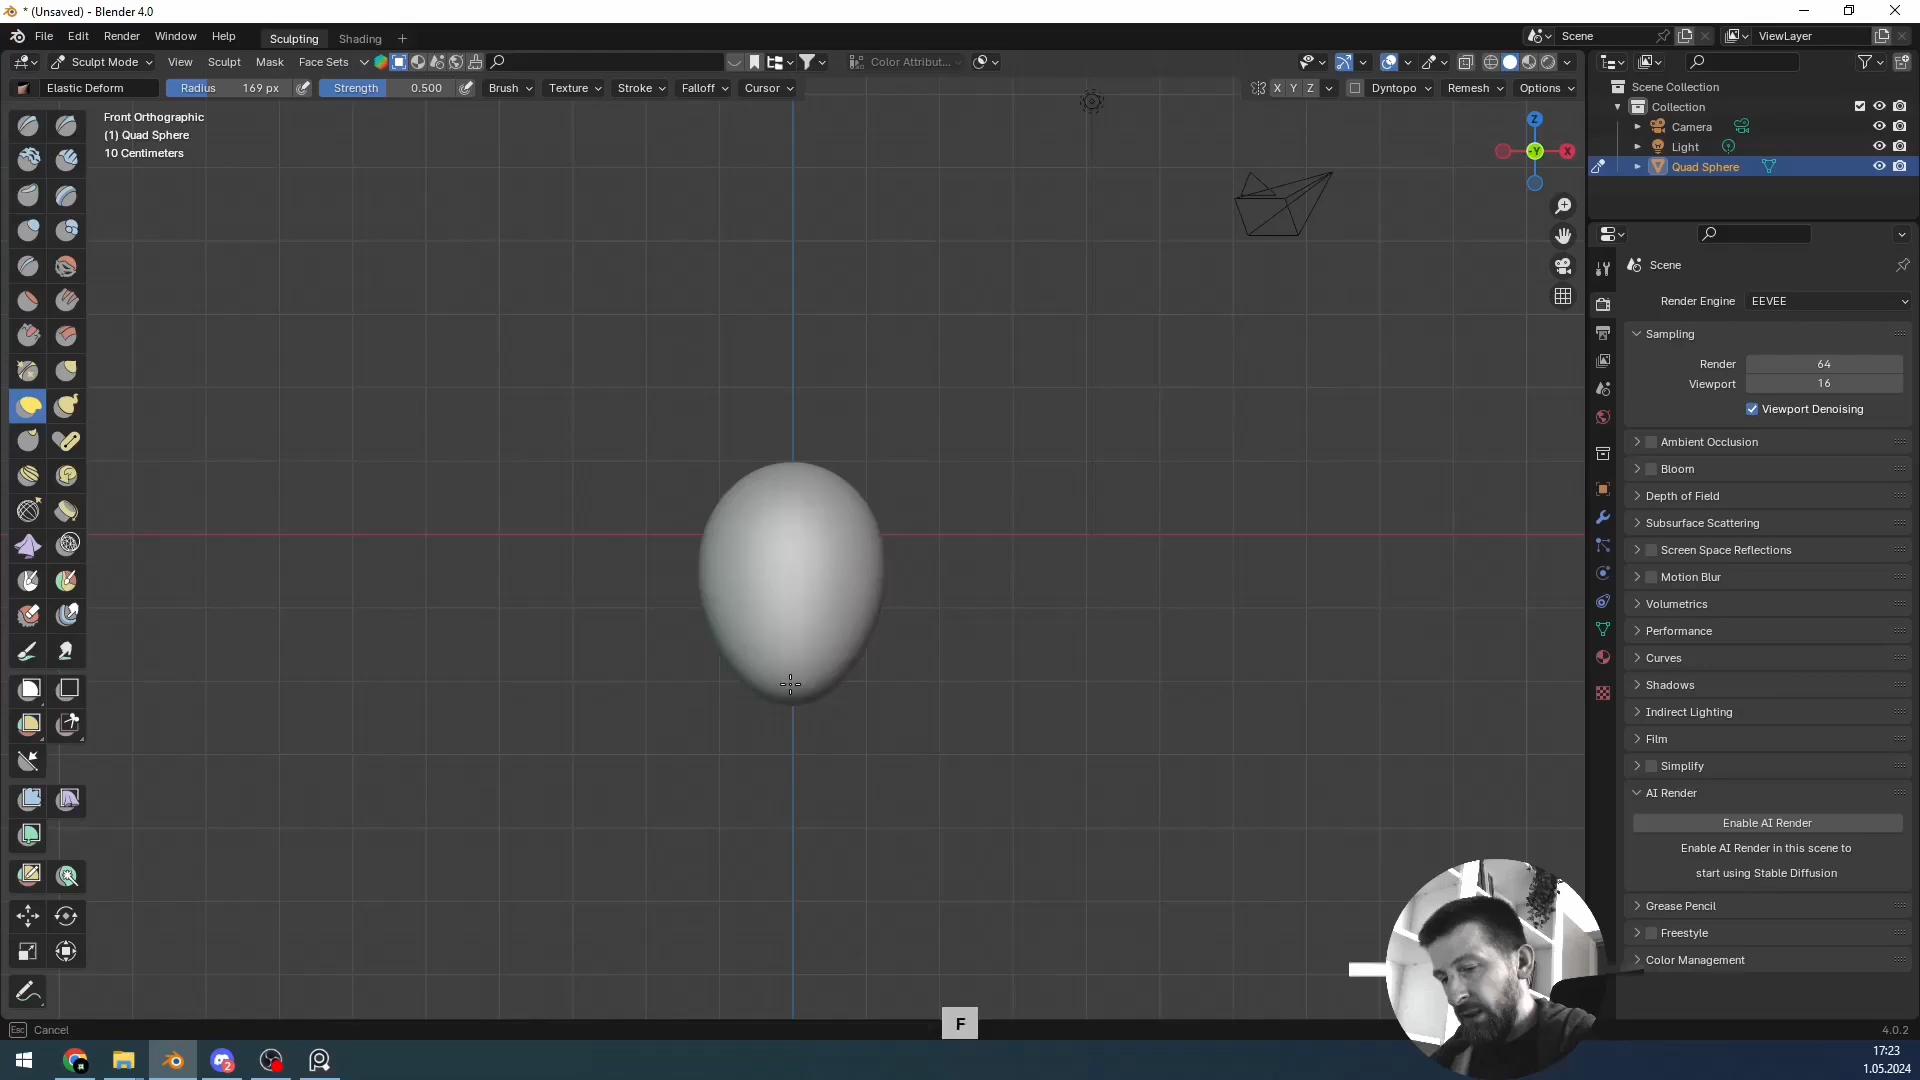 * (Unsaved) - Blender 4.0
File Edit Render Window Help Sculpting Shading + Scene ViewLayer
Sculpt Mode View Sculpt Mask Face Sets Color Attribut...
Elastic Deform Radius 169 px Strength 0.500 Brush Texture Stroke Falloff Cursor X Y Z Dyntopo Remesh Options
Front Orthographic
(1) Quad Sphere
10 Centimeters
Z
-Y
X
Scene Collection
Collection
Camera
Light
Quad Sphere
Scene
Render Engine EEVEE
Sampling
Render 64
Viewport 16
Viewport Denoising
Ambient Occlusion
Bloom
Depth of Field
Subsurface Scattering
Screen Space Reflections
Motion Blur
Volumetrics
Performance
Curves
Shadows
Indirect Lighting
Film
Simplify
AI Render
Enable AI Render
Enable AI Render in this scene to
start using Stable Diffusion
Grease Pencil
Freestyle
Color Management
F
Esc Cancel
4.0.2
2
17:23
1.05.2024